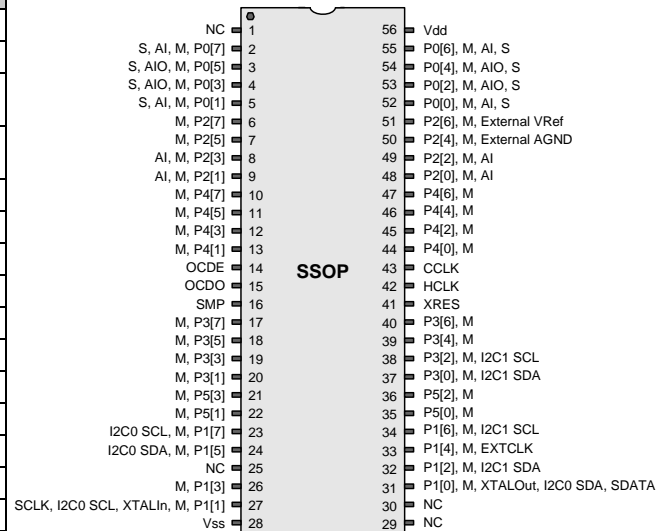 NC 1 56 Vdd
S, AI, M, P0[7] 2 55 P0[6], M, AI, S
S, AIO, M, P0[5] 3 54 P0[4], M, AIO, S
S, AIO, M, P0[3] 4 53 P0[2], M, AIO, S
S, AI, M, P0[1] 5 52 P0[0], M, AI, S
M, P2[7] 6 51 P2[6], M, External VRef
M, P2[5] 7 50 P2[4], M, External AGND
AI, M, P2[3] 8 49 P2[2], M, AI
AI, M, P2[1] 9 48 P2[0], M, AI
M, P4[7] 10 47 P4[6], M
M, P4[5] 11 46 P4[4], M
M, P4[3] 12 45 P4[2], M
M, P4[1] 13 44 P4[0], M
OCDE 14 SSOP 43 CCLK
OCDO 15 42 HCLK
SMP 16 41 XRES
M, P3[7] 17 40 P3[6], M
M, P3[5] 18 39 P3[4], M
M, P3[3] 19 38 P3[2], M, I2C1 SCL
M, P3[1] 20 37 P3[0], M, I2C1 SDA
M, P5[3] 21 36 P5[2], M
M, P5[1] 22 35 P5[0], M
I2C0 SCL, M, P1[7] 23 34 P1[6], M, I2C1 SCL
I2C0 SDA, M, P1[5] 24 33 P1[4], M, EXTCLK
NC 25 32 P1[2], M, I2C1 SDA
M, P1[3] 26 31 P1[0], M, XTALOut, I2C0 SDA, SDATA
SCLK, I2C0 SCL, XTALIn, M, P1[1] 27 30 NC
Vss 28 29 NC